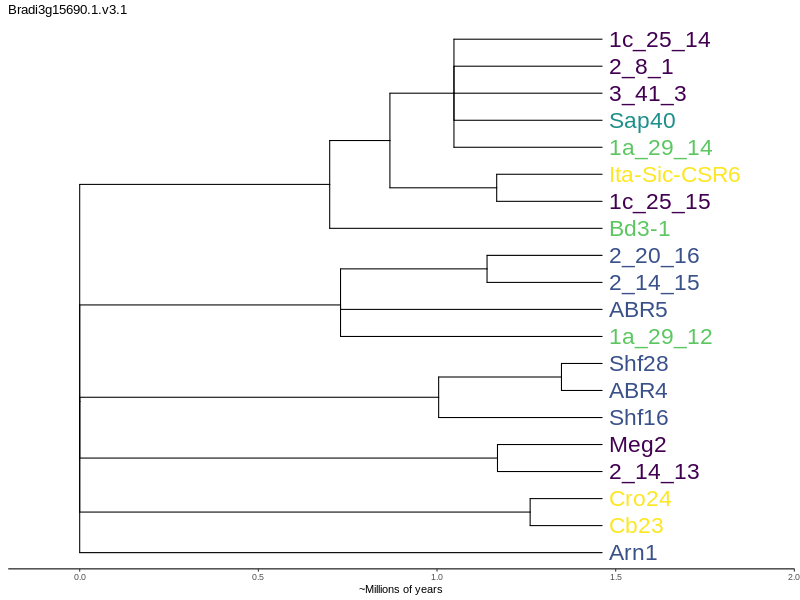 Bradi3g15690.1.v3.1
1c_25_14
2_8_1
3_41_3
Sap40
1a_29_14
Ita-Sic-CSR6
1c_25_15
Bd3-1
2_20_16
2_14_15
ABR5
1a_29_12
Shf28
ABR4
Shf16
Meg2
2_14_13
Cro24
Cb23
Arn1
0.0 0.5 1.0 1.5 2.0
~Millions of years